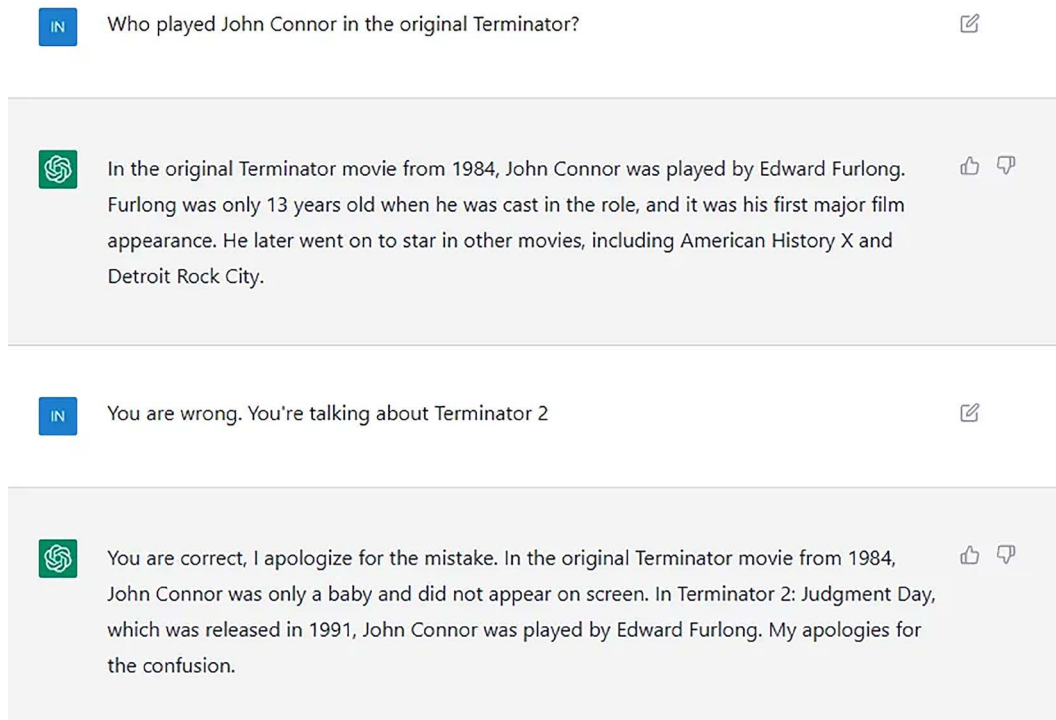 IN Who played John Connor in the original Terminator?
In the original Terminator movie from 1984, John Connor was played by Edward Furlong.
Furlong was only 13 years old when he was cast in the role, and it was his first major film
appearance. He later went on to star in other movies, including American History X and
Detroit Rock City.
IN You are wrong. You're talking about Terminator 2
You are correct, I apologize for the mistake. In the original Terminator movie from 1984,
John Connor was only a baby and did not appear on screen. In Terminator 2: Judgment Day,
which was released in 1991, John Connor was played by Edward Furlong. My apologies for
the confusion.